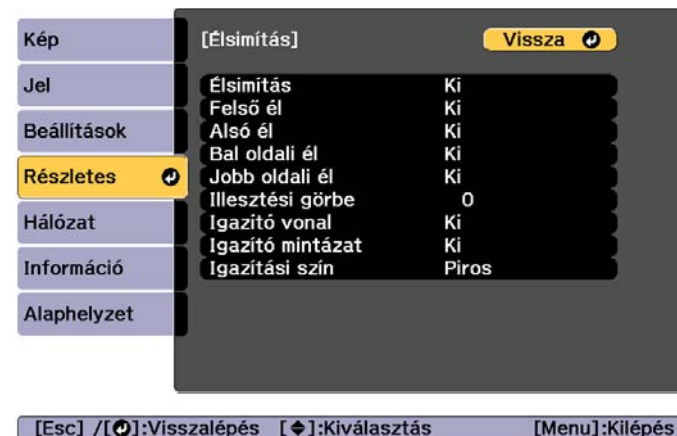 Kép
Jel
Beállítások
Részletes
Hálózat
Információ
Alaphelyzet
[Élsimítás]
Vissza
Élsimítás Ki
Felső él Ki
Alsó él Ki
Bal oldali él Ki
Jobb oldali él Ki
Illesztési görbe 0
Igazító vonal Ki
Igazító mintázat Ki
Igazítási szín Piros
[Esc] /[⏎]:Visszalépés [◆]:Kiválasztás [Menu]:Kilépés